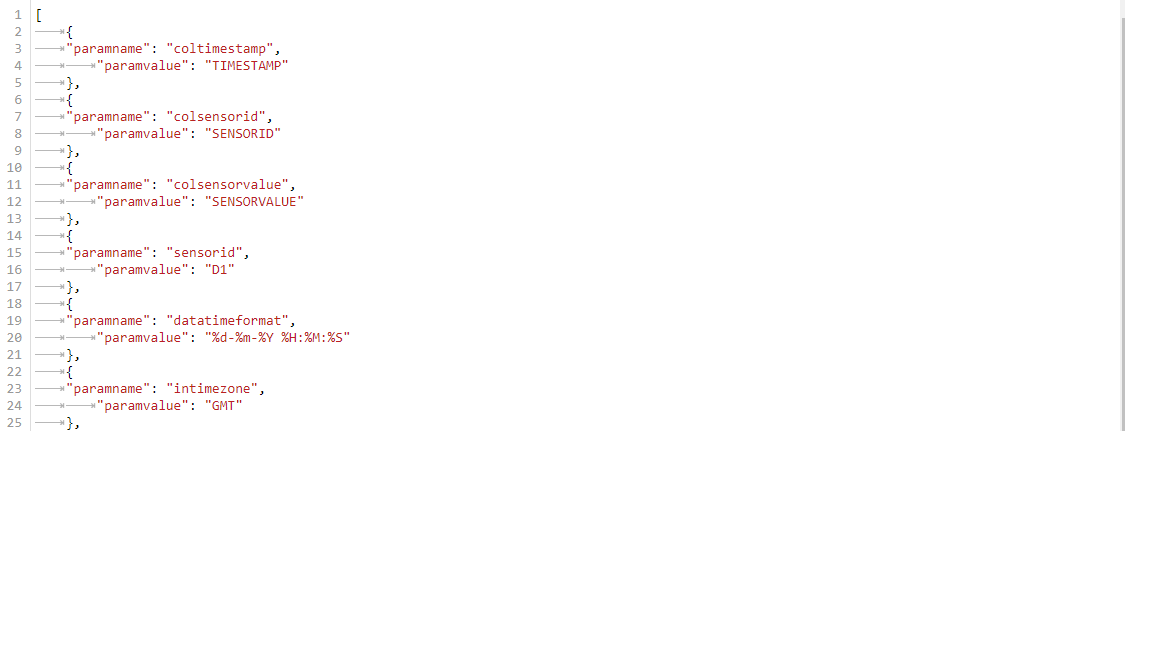 1 [
2 {
3 "paramname": "coltimestamp",
4 "paramvalue": "TIMESTAMP"
5 },
6 {
7 "paramname": "colsensorid",
8 "paramvalue": "SENSORID"
9 },
10 {
11 "paramname": "colsensorvalue",
12 "paramvalue": "SENSORVALUE"
13 },
14 {
15 "paramname": "sensorid",
16 "paramvalue": "D1"
17 },
18 {
19 "paramname": "datatimeformat",
20 "paramvalue": "%d-%m-%Y %H:%M:%S"
21 },
22 {
23 "paramname": "intimezone",
24 "paramvalue": "GMT"
25 },